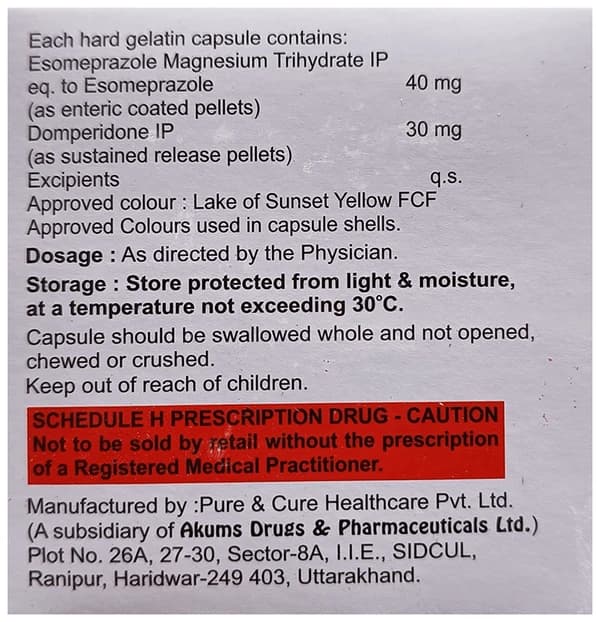 Each hard gelatin capsule contains:
Esomeprazole Magnesium Trihydrate IP
eq. to Esomeprazole 40 mg
(as enteric coated pellets)
Domperidone IP 30 mg
(as sustained release pellets)
Excipients q.s.
Approved colour : Lake of Sunset Yellow FCF
Approved Colours used in capsule shells.
Dosage : As directed by the Physician.
Storage : Store protected from light & moisture,
at a temperature not exceeding 30°C.
Capsule should be swallowed whole and not opened,
chewed or crushed.
Keep out of reach of children.
SCHEDULE H PRESCRIPTION DRUG - CAUTION
Not to be sold by retail without the prescription
of a Registered Medical Practitioner.
Manufactured by :Pure & Cure Healthcare Pvt. Ltd.
(A subsidiary of Akums Drugs & Pharmaceuticals Ltd.)
Plot No. 26A, 27-30, Sector-8A, I.I.E., SIDCUL,
Ranipur, Haridwar-249 403, Uttarakhand.